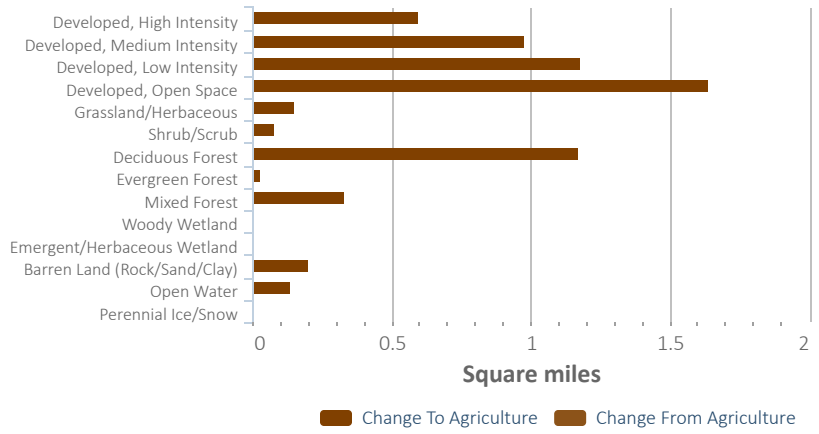 Developed, High Intensity
Developed, Medium Intensity
Developed, Low Intensity
Developed, Open Space
Grassland/Herbaceous
Shrub/Scrub
Deciduous Forest
Evergreen Forest
Mixed Forest
Woody Wetland
Emergent/Herbaceous Wetland
Barren Land (Rock/Sand/Clay)
Open Water
Perennial Ice/Snow
0 0.5 1 1.5 2
Square miles
Change To Agriculture Change From Agriculture